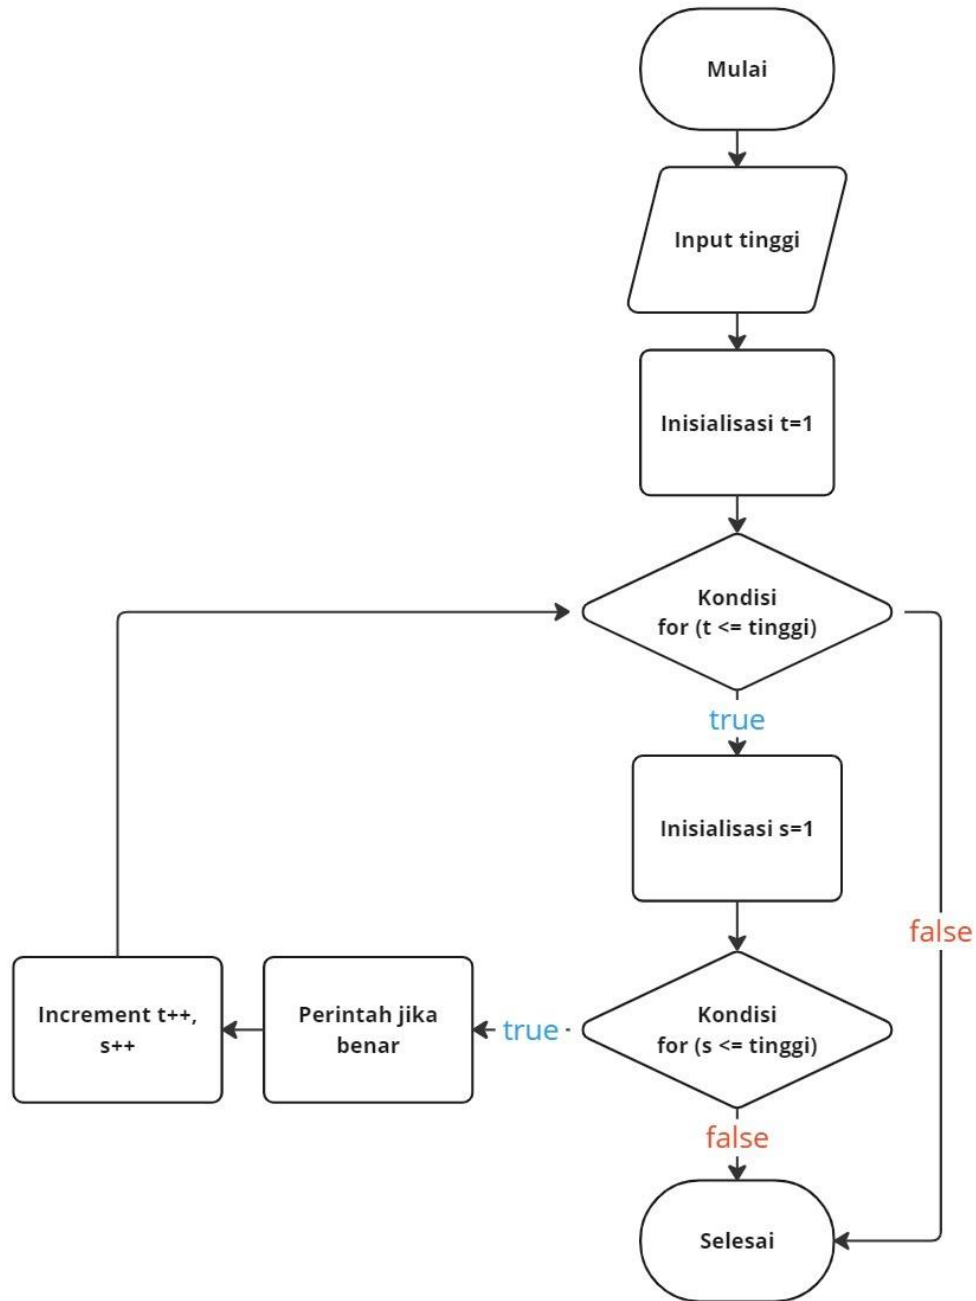 Mulai
Input tinggi
Inisialisasi t=1
Kondisi
for (t <= tinggi)
true
Inisialisasi s=1
false
Increment t++,
s++
Perintah jika
benar
true
Kondisi
for (s <= tinggi)
false
Selesai